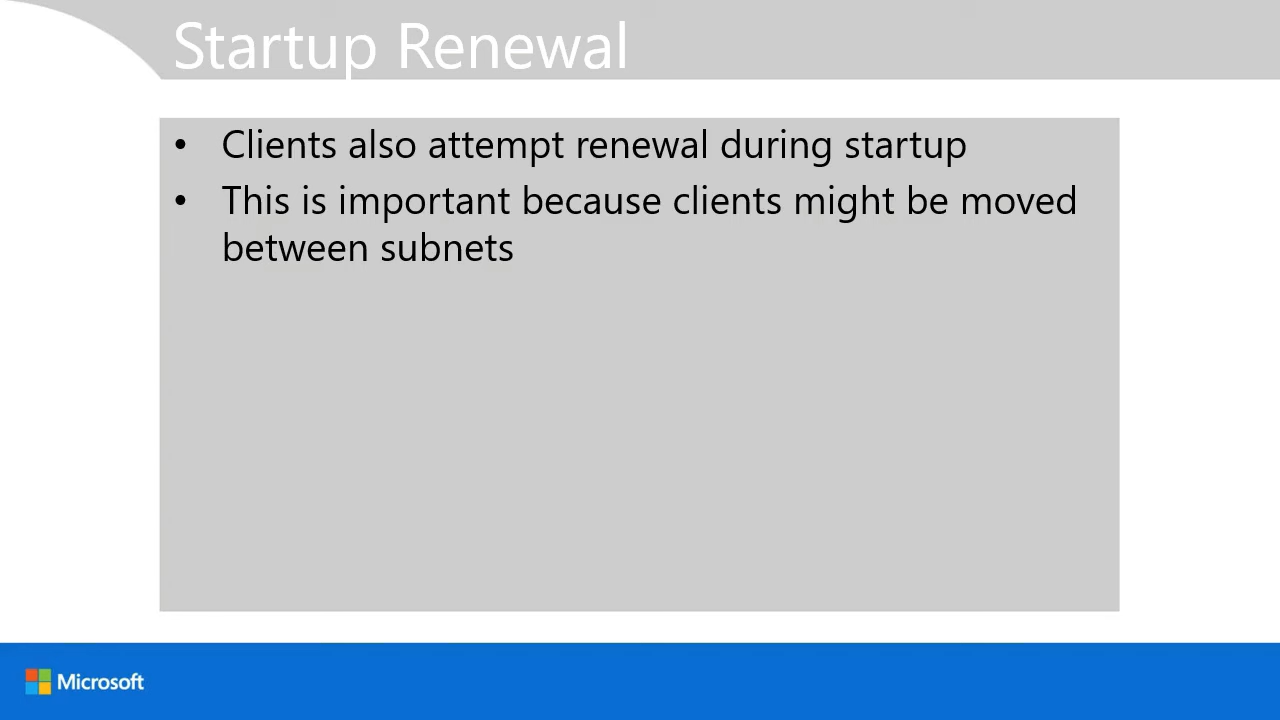 Startup Renewal
• Clients also attempt renewal during startup
• This is important because clients might be moved
between subnets
Microsoft